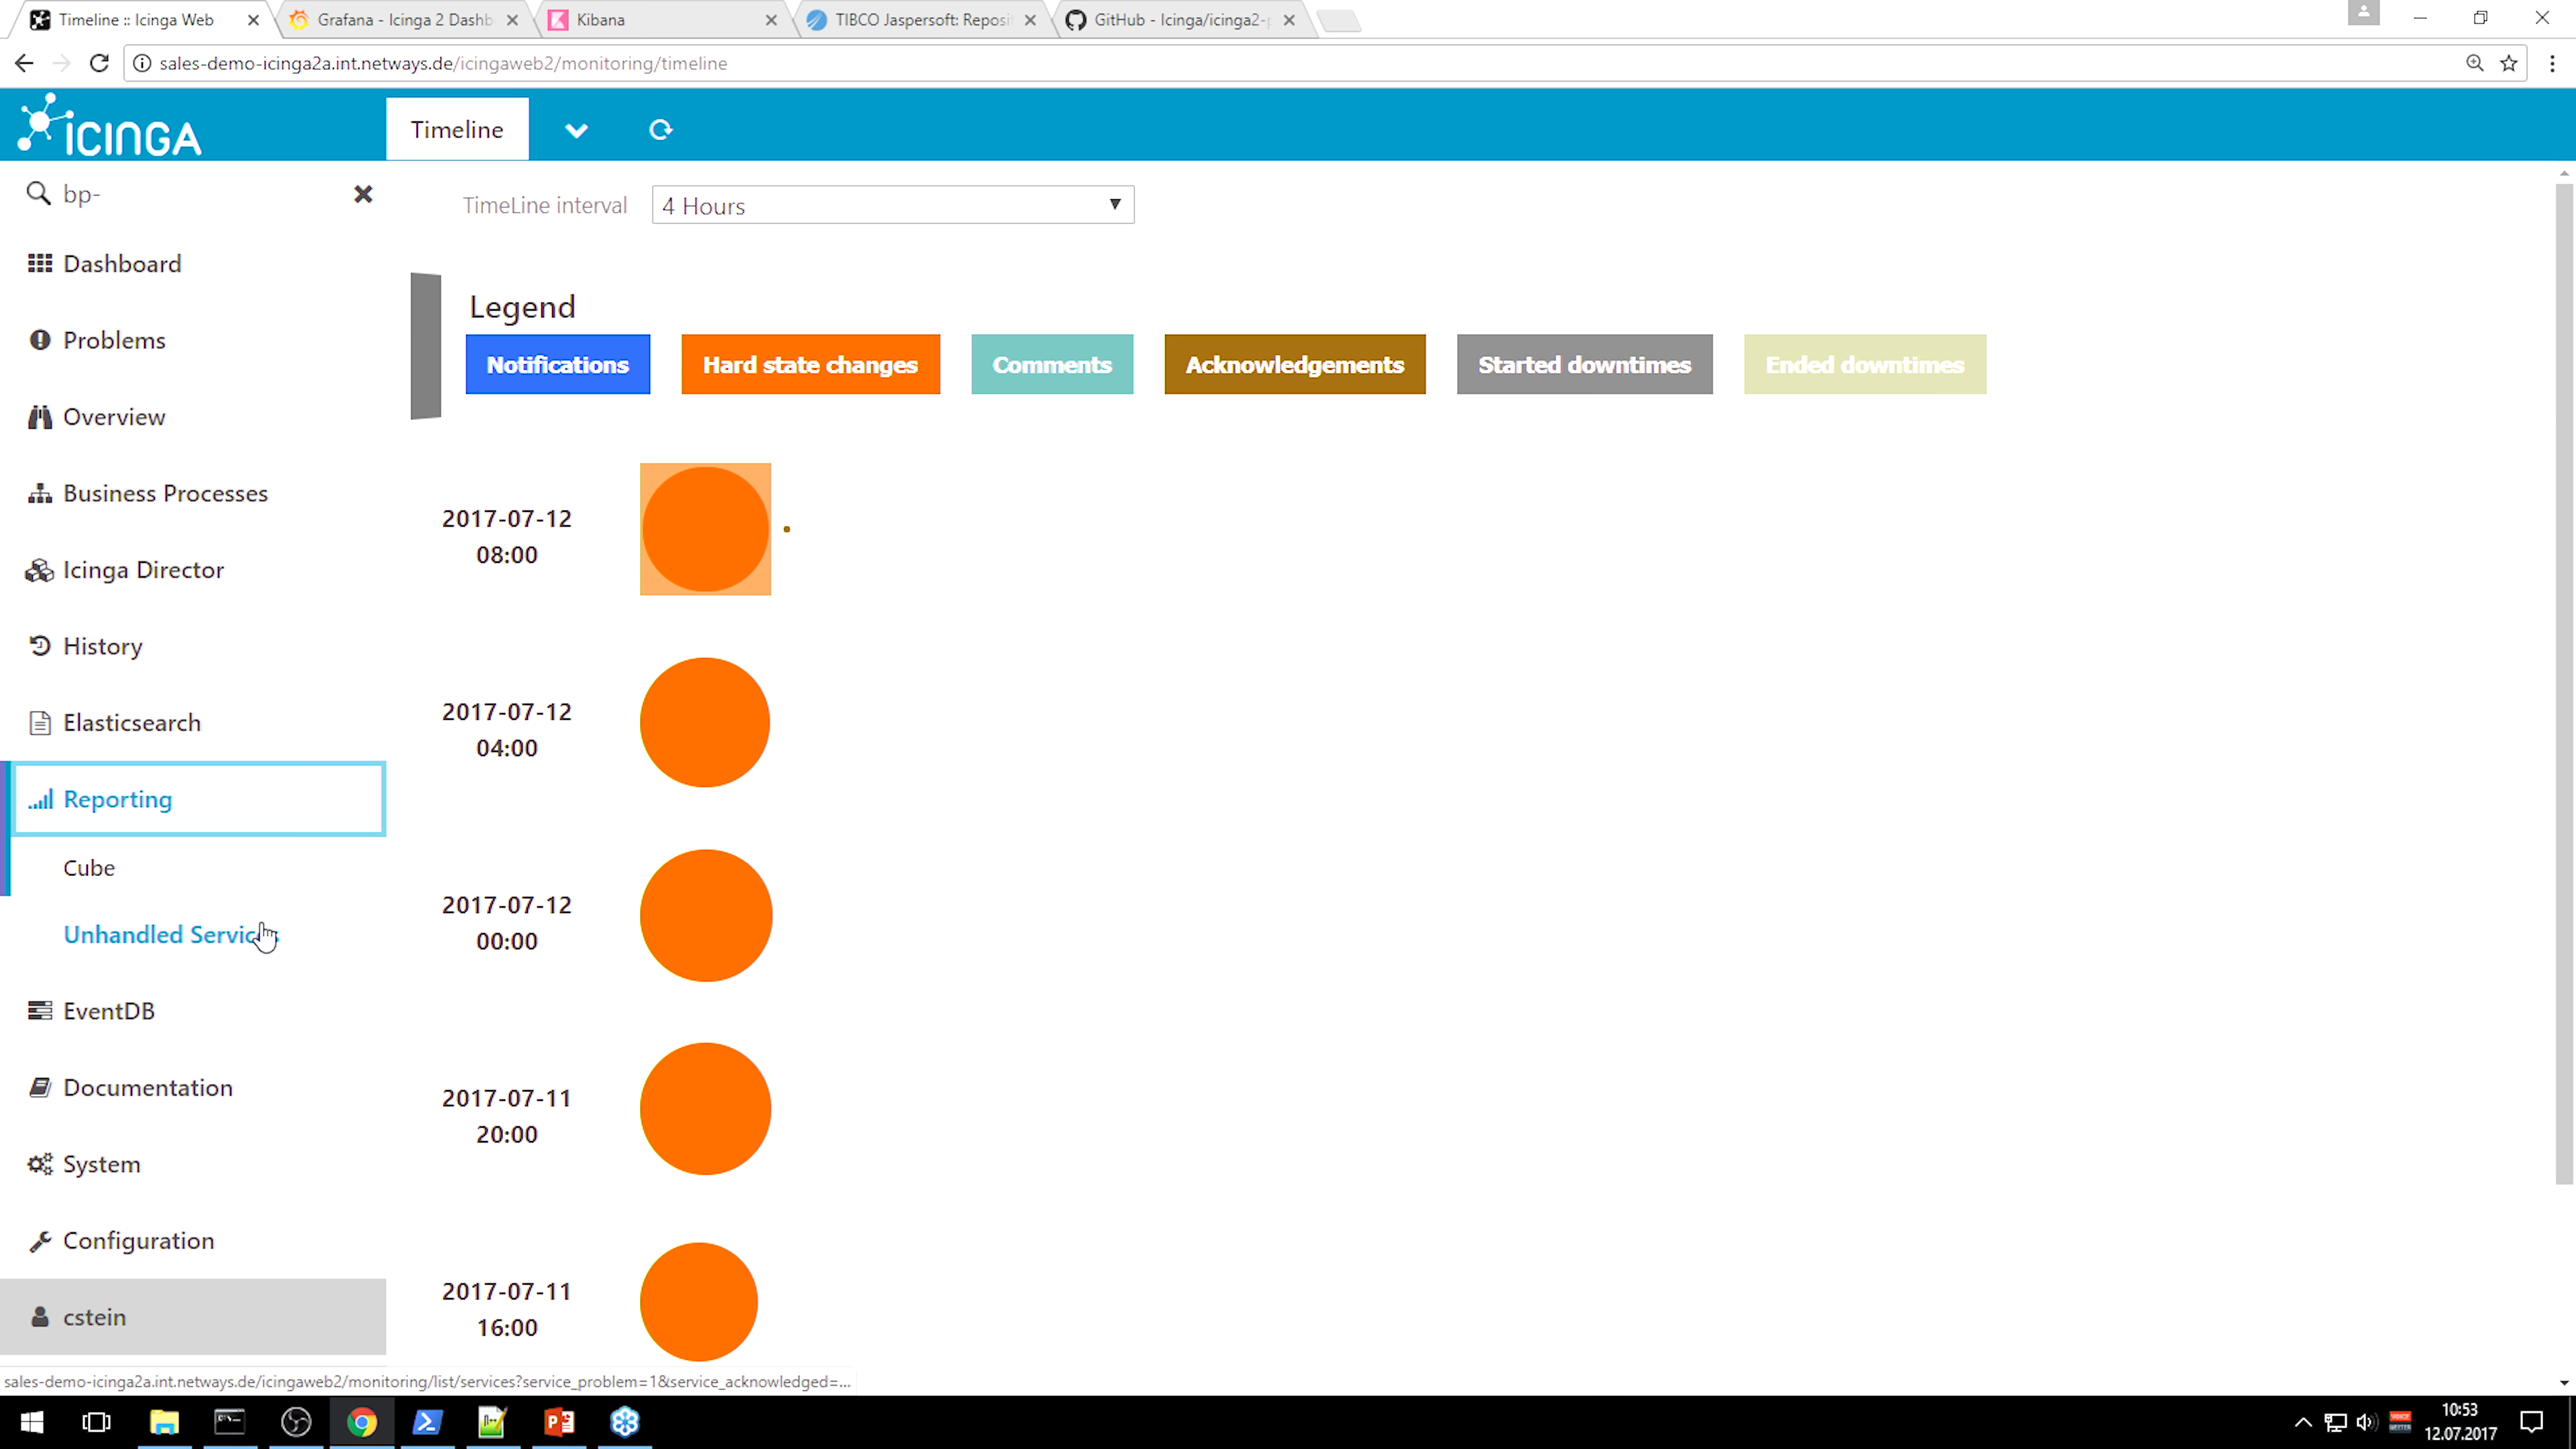 Timeline :: Icinga Web
Grafana - Icinga 2 Dashb
Kibana
TIBCO Jaspersoft: Reposi
GitHub - Icinga/icinga2-p
sales-demo-icinga2a.int.netways.de/icingaweb2/monitoring/timeline
ICINGA
Timeline
bp-
TimeLine interval
4 Hours
Dashboard
Problems
Overview
Business Processes
Icinga Director
History
Elasticsearch
Reporting
Cube
Unhandled Services
EventDB
Documentation
System
Configuration
cstein
Legend
Notifications
Hard state changes
Comments
Acknowledgements
Started downtimes
Ended downtimes
2017-07-12
08:00
2017-07-12
04:00
2017-07-12
00:00
2017-07-11
20:00
2017-07-11
16:00
sales-demo-icinga2a.int.netways.de/icingaweb2/monitoring/list/services?service_problem=1&service_acknowledged=...
10:53
12.07.2017